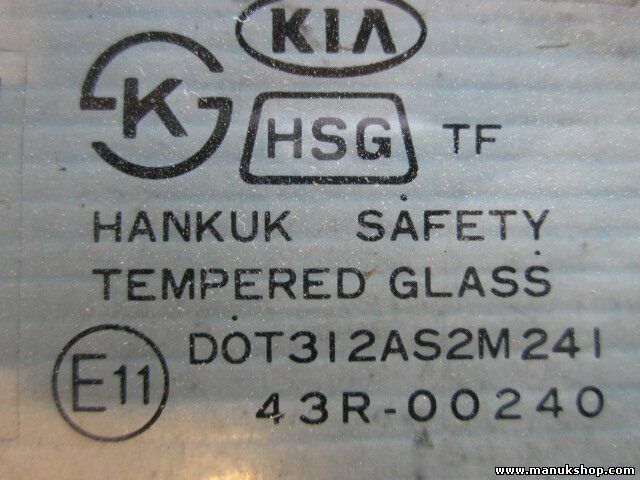 KIA
K HSG TF
HANKUK SAFETY
TEMPERED GLASS
E11 DOT312AS2M241
43R-00240
www.manukshop.com